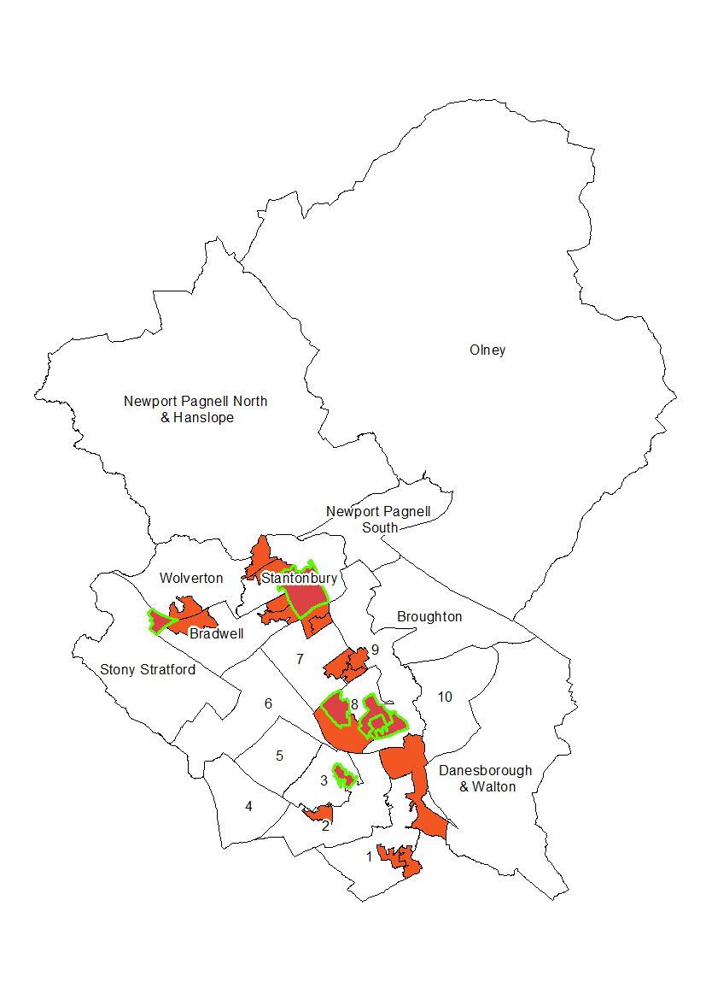 Olney
Newport Pagnell North
& Hanslope
Newport Pagnell
South
Wolverton
Stantonbury
Broughton
Bradwell
Stony Stratford
7
9
10
6
8
5
Danesborough
& Walton
3
4
2
1